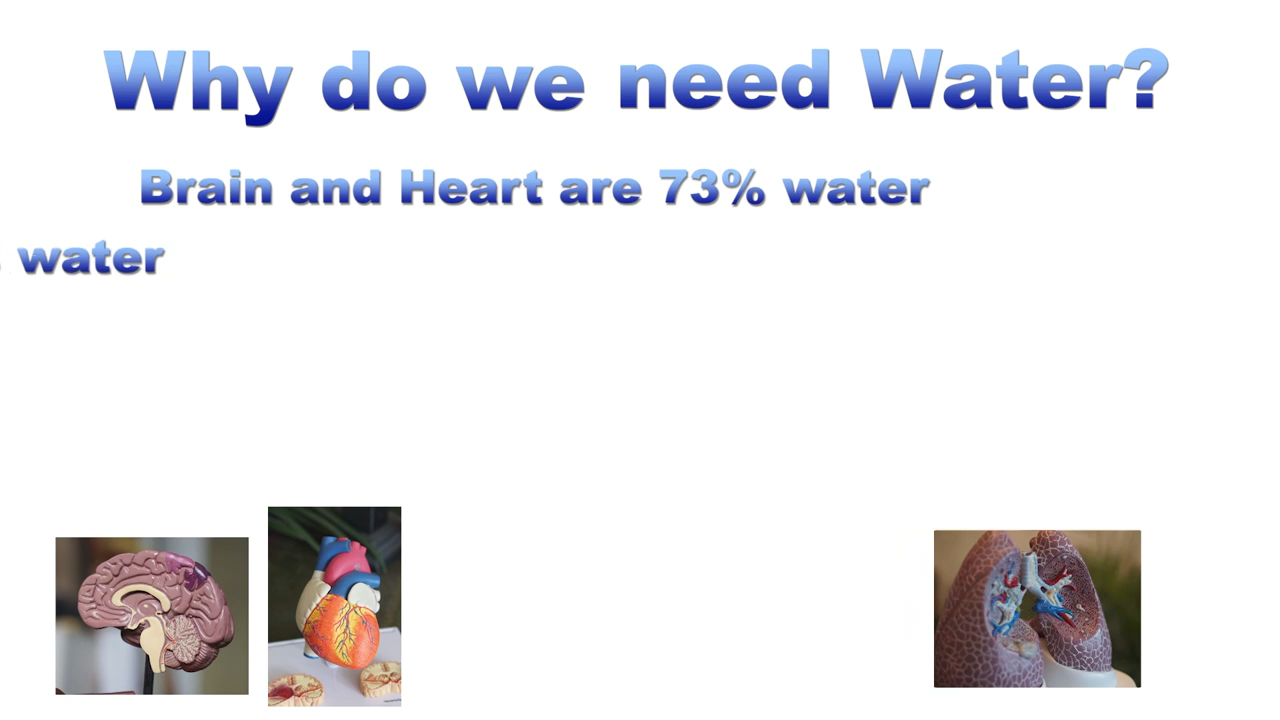 Why do we need Water?
Brain and Heart are 73% water
water